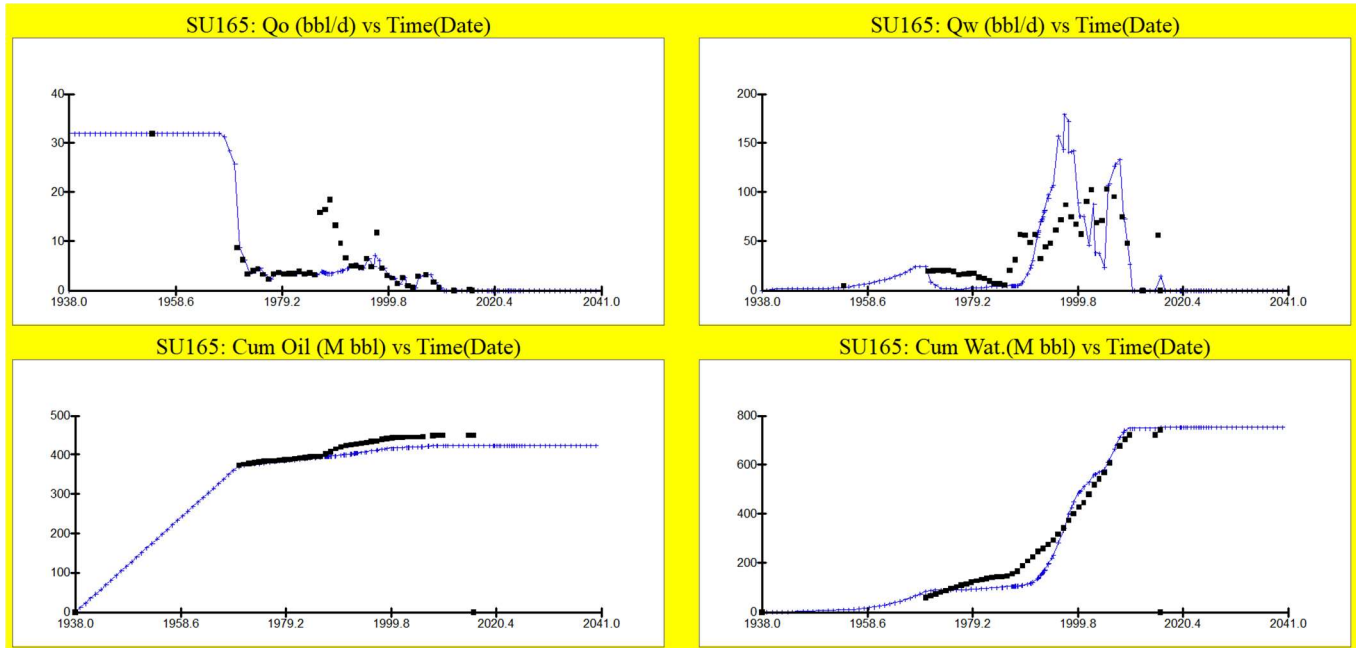 SU165: Qo (bbl/d) vs Time(Date)
40
30
20
10
0
1938.0 1958.6 1979.2 1999.8 2020.4 2041.0
SU165: Qw (bbl/d) vs Time(Date)
200
150
100
50
0
1938.0 1958.6 1979.2 1999.8 2020.4 2041.0
SU165: Cum Oil (M bbl) vs Time(Date)
500
400
300
200
100
0
1938.0 1958.6 1979.2 1999.8 2020.4 2041.0
SU165: Cum Wat.(M bbl) vs Time(Date)
800
600
400
200
0
1938.0 1958.6 1979.2 1999.8 2020.4 2041.0